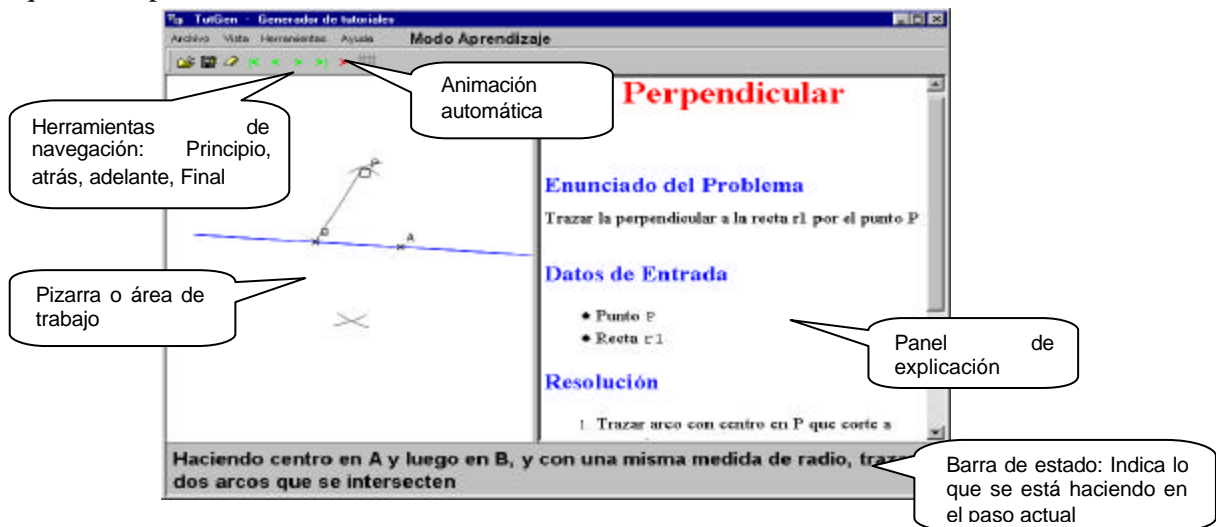 TutGen - Generador de tutoriales
Archivo Vista Herramientas Ayuda Modo Aprendizaje
Animación
automática
Herramientas de
navegación: Principio,
atrás, adelante, Final
Perpendicular
P
B
A
Enunciado del Problema
Trazar la perpendicular a la recta r1 por el punto P
Datos de Entrada
Punto P
Recta r1
Pizarra o área de
trabajo
Panel de
explicación
Resolución
1. Trazar arco con centro en P que corte a
Haciendo centro en A y luego en B, y con una misma medida de radio,
dos arcos que se intersecten
Barra de estado: Indica lo
que se está haciendo en
el paso actual